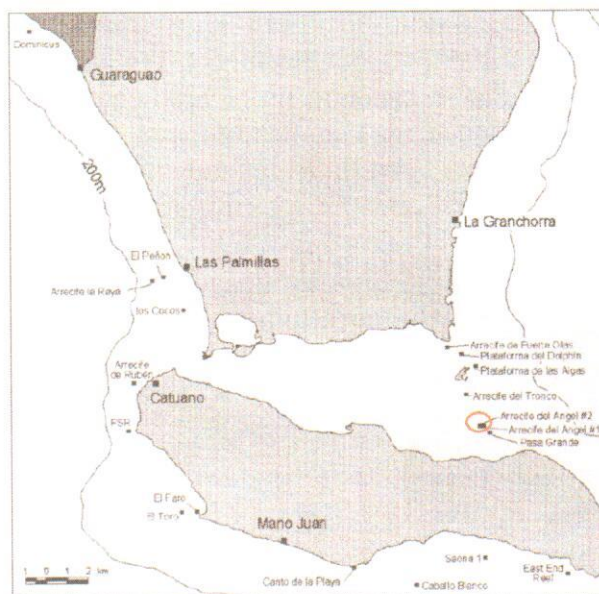 Dominicus
Guaraguao
200m
La Granchorra
El Peñon
Las Palmillas
Arrecife la Raya
los Cocos
Arrecife de Fuerte Olas
Plataforma del Dolphin
Plataforma de las Algas
Arrecife
de Rubén
Catuano
Arrecife del Tronco
Arrecife del Angel #2
Arrecife del Angel #1
Pasa Grande
PSR
El Faro
El Toro
Mano Juan
Saona 1
East End
Reef
Canto de la Playa
Caballo Blanco
1 0 1 2 km